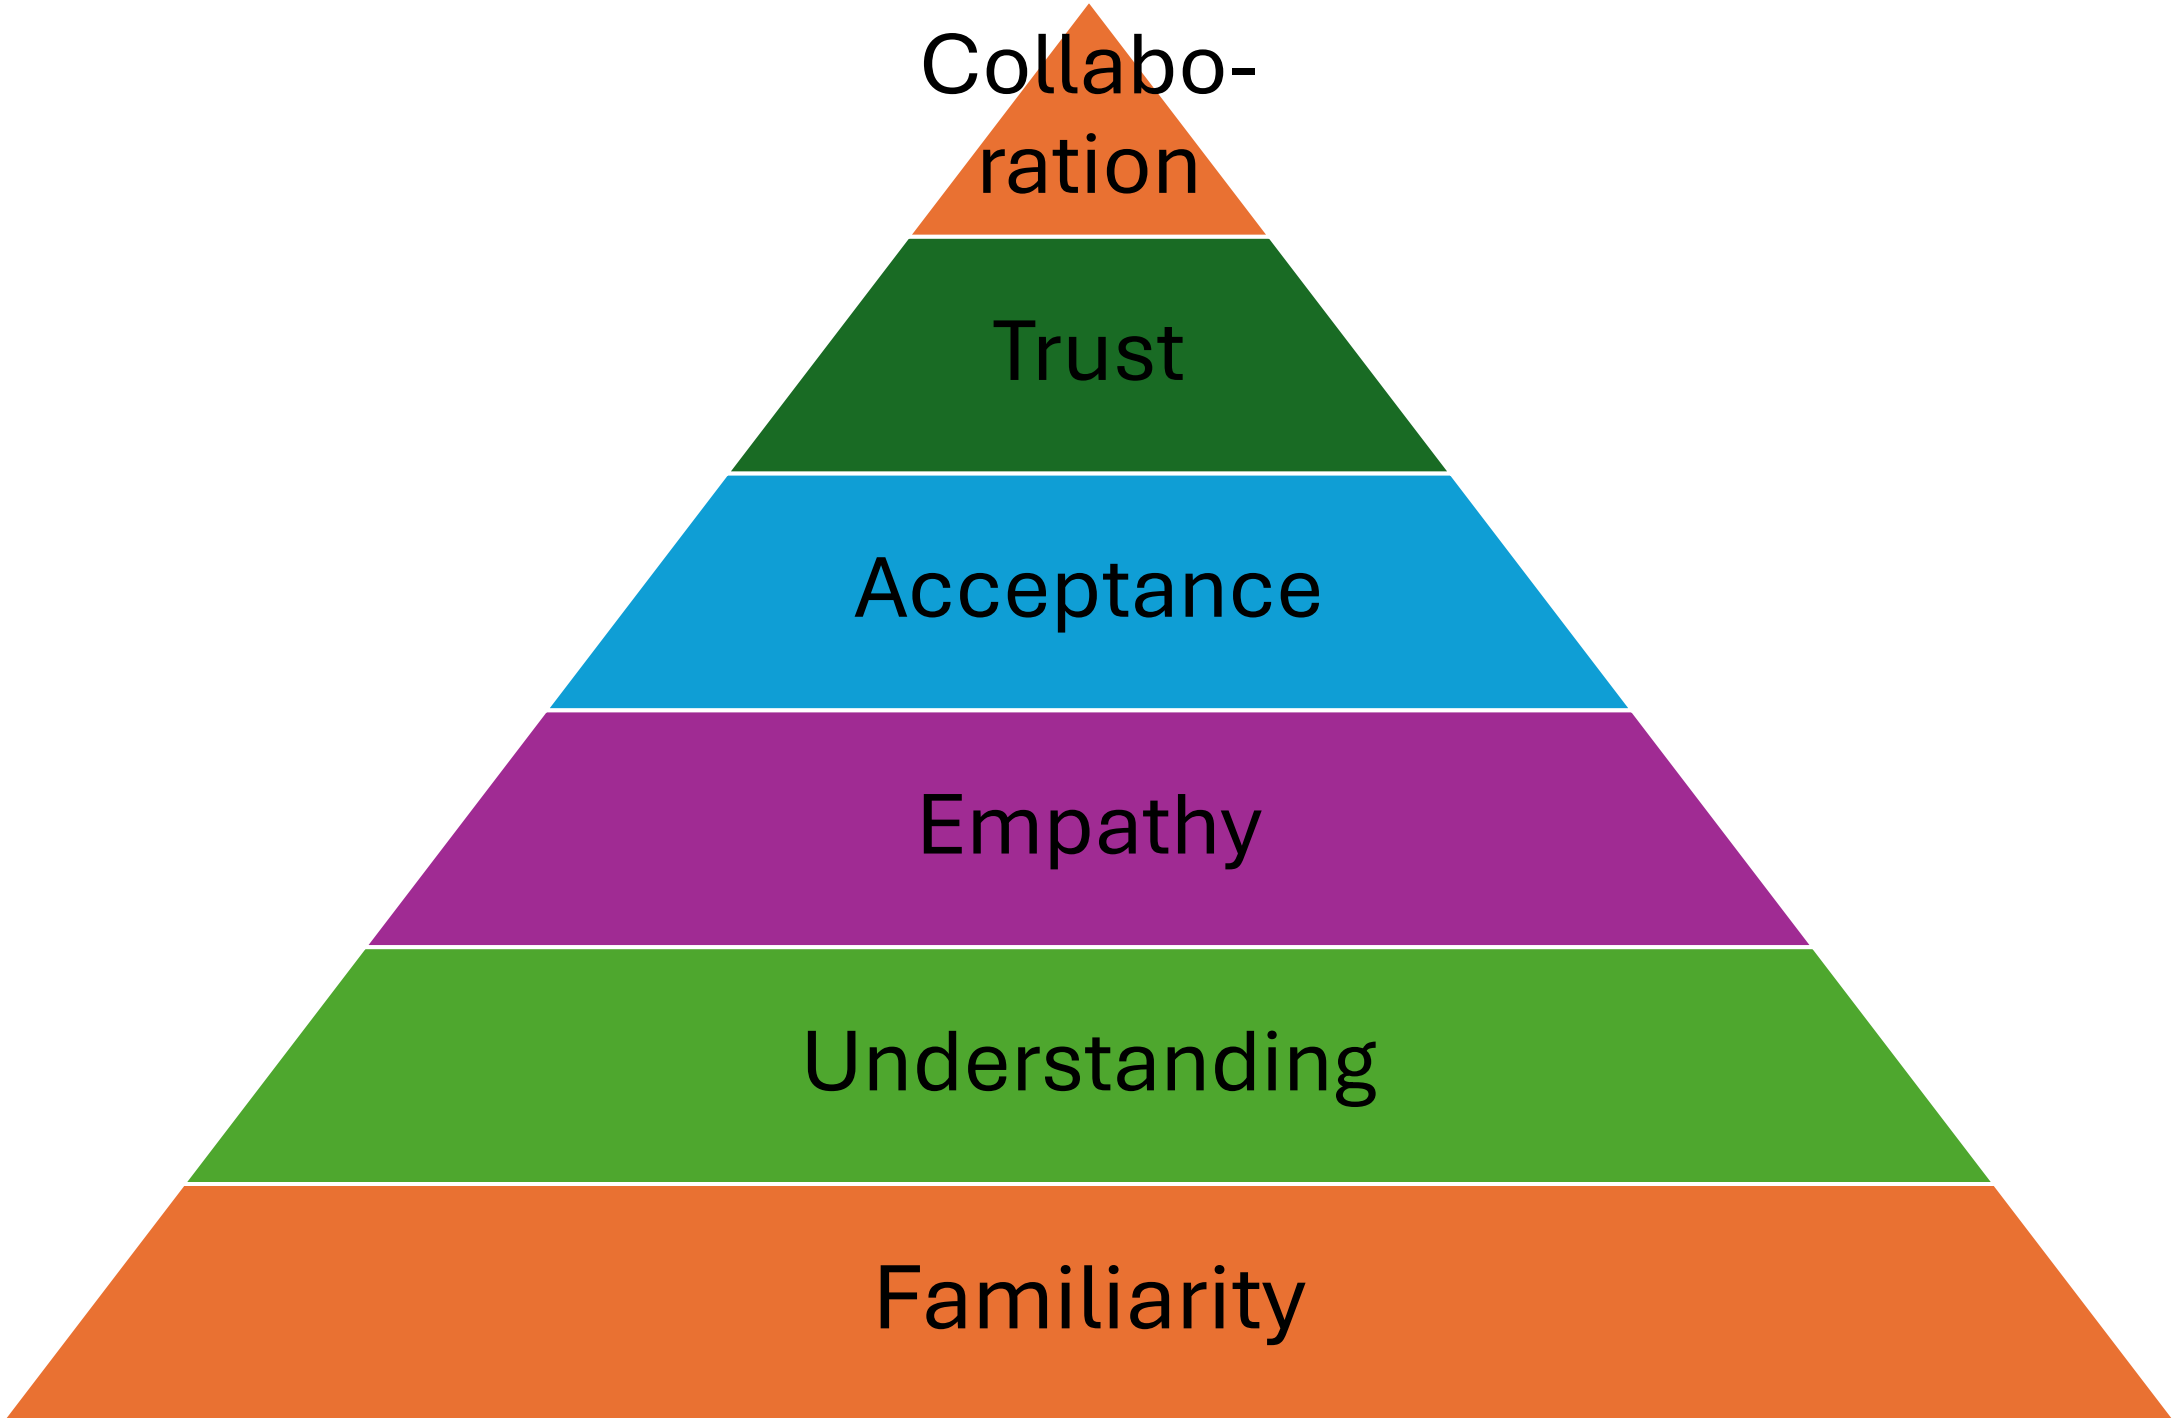 Collabo-
ration
Trust
Acceptance
Empathy
Understanding
Familiarity